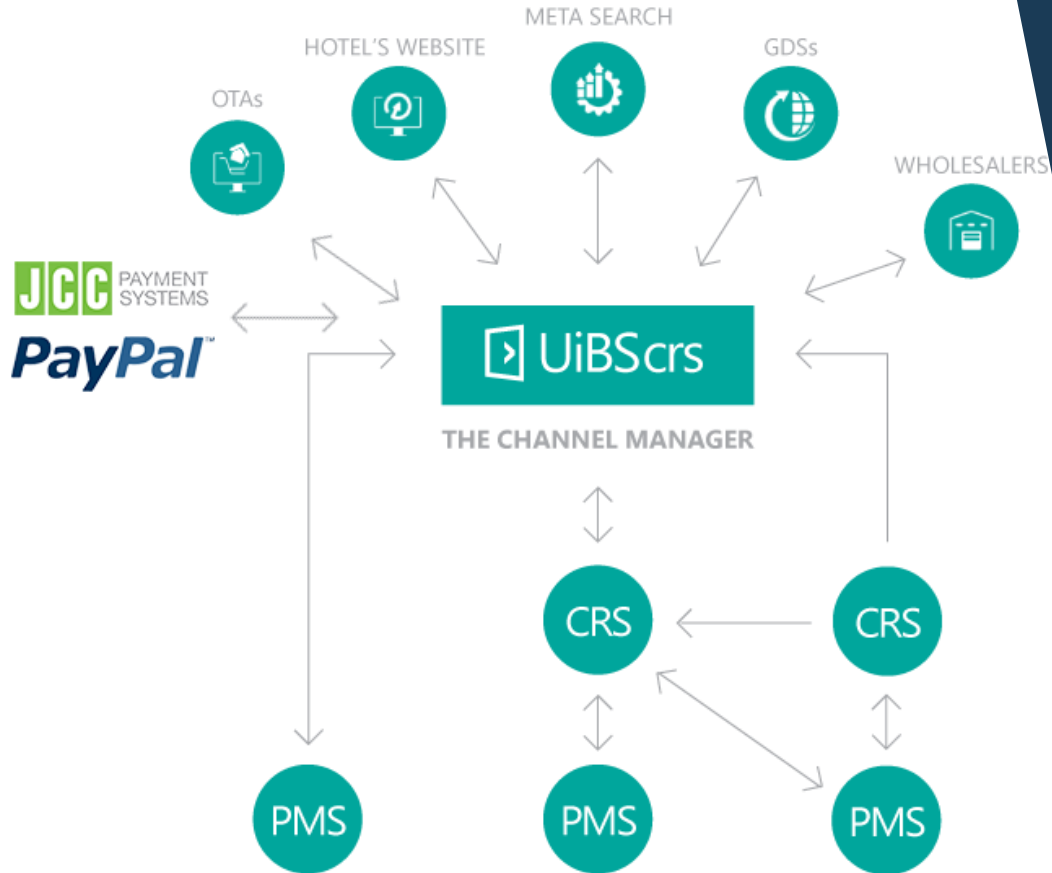 META SEARCH
HOTEL'S WEBSITE
GDSs
OTAs
WHOLESALERS
JCC PAYMENT
SYSTEMS
PayPal™
UiBScrs
THE CHANNEL MANAGER
CRS
CRS
PMS
PMS
PMS